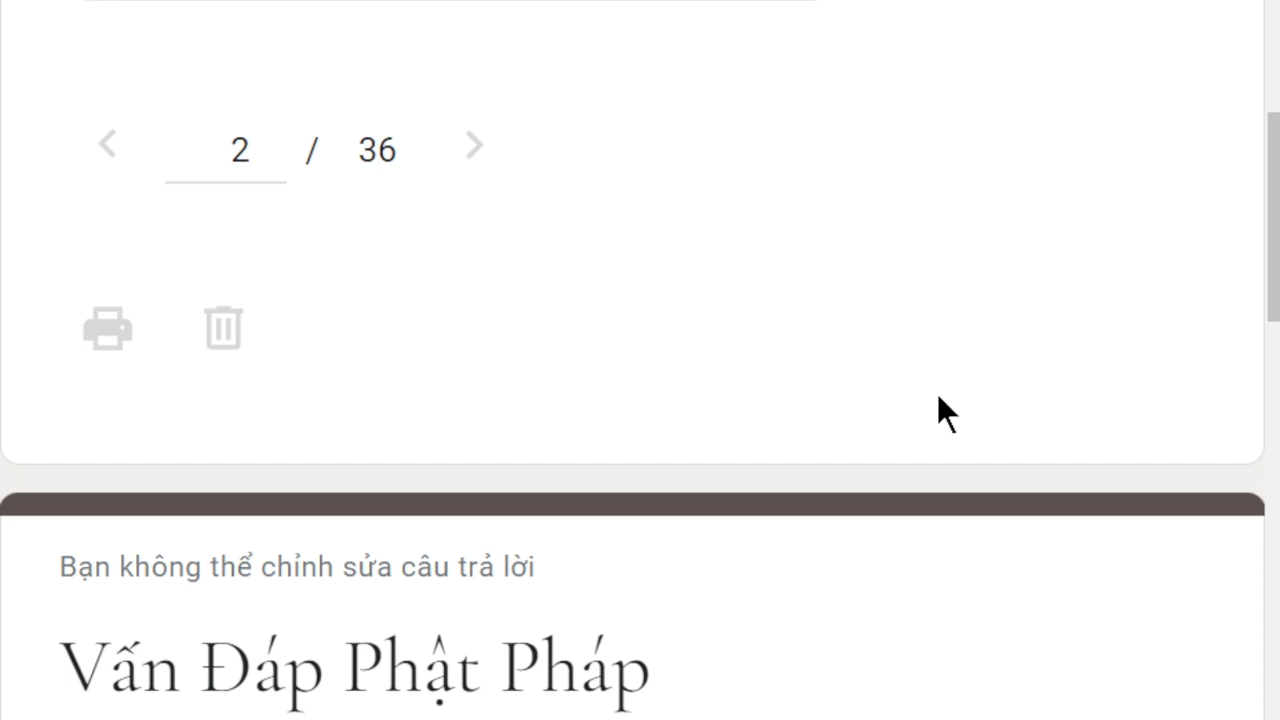 2 / 36
Bạn không thể chỉnh sửa câu trả lời
Vấn Đáp Phật Pháp